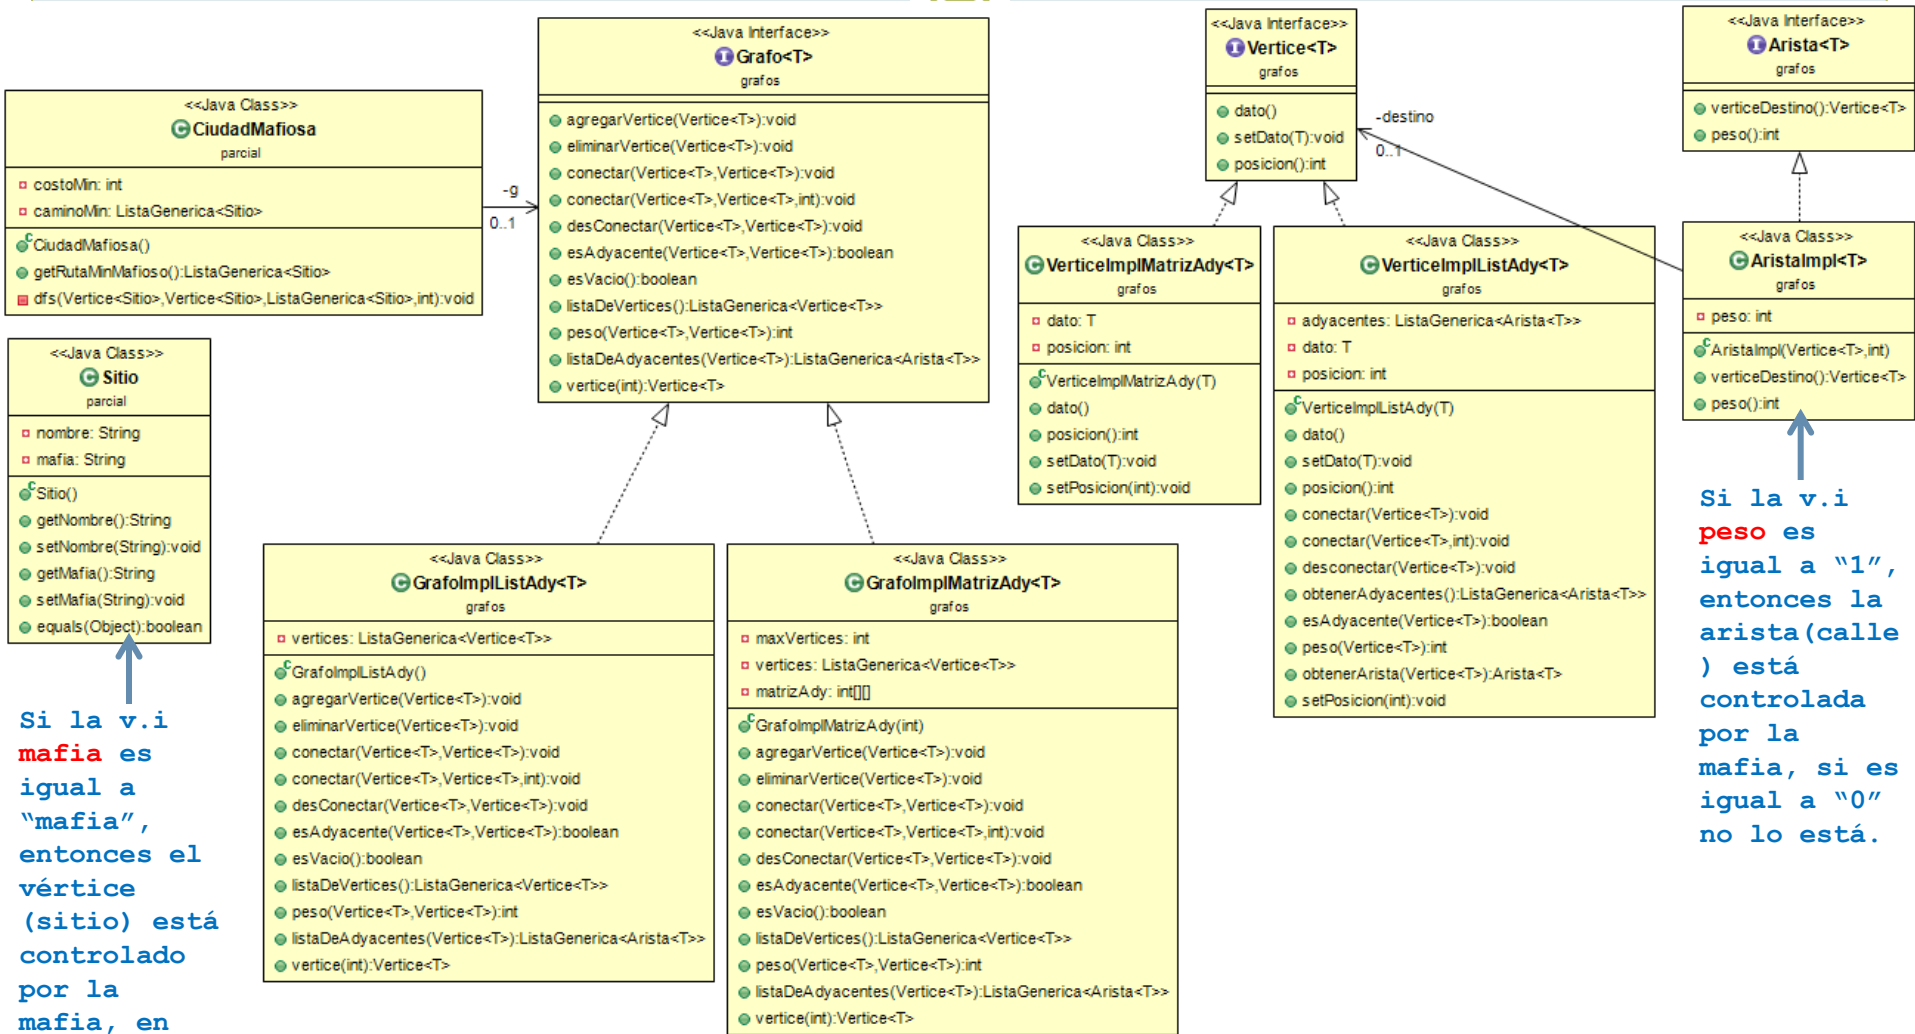 <<Java Class>>
CiudadMafiosa
parcial
costoMin: int
caminoMin: ListaGenerica<Sitio>
CiudadMafiosa()
getRutaMinMafioso():ListaGenerica<Sitio>
dfs(Vertice<Sitio>,Vertice<Sitio>,ListaGenerica<Sitio>,int):void
-g
0..1
<<Java Interface>>
Grafo<T>
grafos
agregarVertice(Vertice<T>):void
eliminarVertice(Vertice<T>):void
conectar(Vertice<T>,Vertice<T>):void
conectar(Vertice<T>,Vertice<T>,int):void
desConectar(Vertice<T>,Vertice<T>):void
esAdyacente(Vertice<T>,Vertice<T>):boolean
esVacio():boolean
listaDeVertices():ListaGenerica<Vertice<T>>
peso(Vertice<T>,Vertice<T>):int
listaDeAdyacentes(Vertice<T>):ListaGenerica<Arista<T>>
vertice(int):Vertice<T>
<<Java Interface>>
Vertice<T>
grafos
dato()
setDato(T):void
posicion():int
-destino
0..1
<<Java Interface>>
Arista<T>
grafos
verticeDestino():Vertice<T>
peso():int
<<Java Class>>
VerticeImplMatrizAdy<T>
grafos
dato: T
posicion: int
VerticeImplMatrizAdy(T)
dato()
posicion():int
setDato(T):void
setPosicion(int):void
<<Java Class>>
VerticeImplListAdy<T>
grafos
adyacentes: ListaGenerica<Arista<T>>
dato: T
posicion: int
VerticeImplListAdy(T)
dato()
setDato(T):void
posicion():int
conectar(Vertice<T>):void
conectar(Vertice<T>,int):void
desconectar(Vertice<T>):void
obtenerAdyacentes():ListaGenerica<Arista<T>>
esAdyacente(Vertice<T>):boolean
peso(Vertice<T>):int
obtenerArista(Vertice<T>):Arista<T>
setPosicion(int):void
<<Java Class>>
AristaImpl<T>
grafos
peso: int
AristaImpl(Vertice<T>,int)
verticeDestino():Vertice<T>
peso():int
Si la v.i
peso es
igual a “1”,
entonces la
arista(calle
) está
controlada
por la
mafia, si es
igual a “0”
no lo está.
<<Java Class>>
Sitio
parcial
nombre: String
mafia: String
Sitio()
getNombre():String
setNombre(String):void
getMafia():String
setMafia(String):void
equals(Object):boolean
Si la v.i
mafia es
igual a
“mafia”,
entonces el
vértice
(sitio) está
controlado
por la
mafia, en
<<Java Class>>
GrafoImplListAdy<T>
grafos
vertices: ListaGenerica<Vertice<T>>
GrafoImplListAdy()
agregarVertice(Vertice<T>):void
eliminarVertice(Vertice<T>):void
conectar(Vertice<T>,Vertice<T>):void
conectar(Vertice<T>,Vertice<T>,int):void
desConectar(Vertice<T>,Vertice<T>):void
esAdyacente(Vertice<T>,Vertice<T>):boolean
esVacio():boolean
listaDeVertices():ListaGenerica<Vertice<T>>
peso(Vertice<T>,Vertice<T>):int
listaDeAdyacentes(Vertice<T>):ListaGenerica<Arista<T>>
vertice(int):Vertice<T>
<<Java Class>>
GrafoImplMatrizAdy<T>
grafos
maxVertices: int
vertices: ListaGenerica<Vertice<T>>
matrizAdy: int[][]
GrafoImplMatrizAdy(int)
agregarVertice(Vertice<T>):void
eliminarVertice(Vertice<T>):void
conectar(Vertice<T>,Vertice<T>):void
conectar(Vertice<T>,Vertice<T>,int):void
desConectar(Vertice<T>,Vertice<T>):void
esAdyacente(Vertice<T>,Vertice<T>):boolean
esVacio():boolean
listaDeVertices():ListaGenerica<Vertice<T>>
peso(Vertice<T>,Vertice<T>):int
listaDeAdyacentes(Vertice<T>):ListaGenerica<Arista<T>>
vertice(int):Vertice<T>